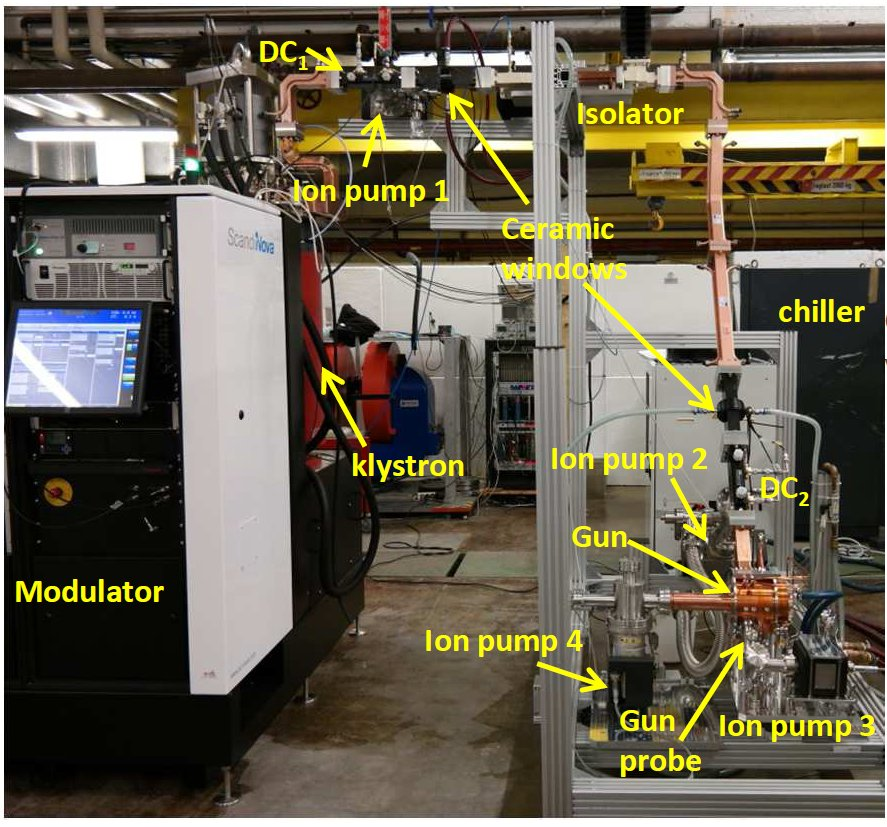 DC1
Isolator
Ion pump 1
ScandiNova
Ceramic
windows
chiller
klystron
Ion pump 2
DC2
Gun
Modulator
Ion pump 4
Gun
probe
Ion pump 3